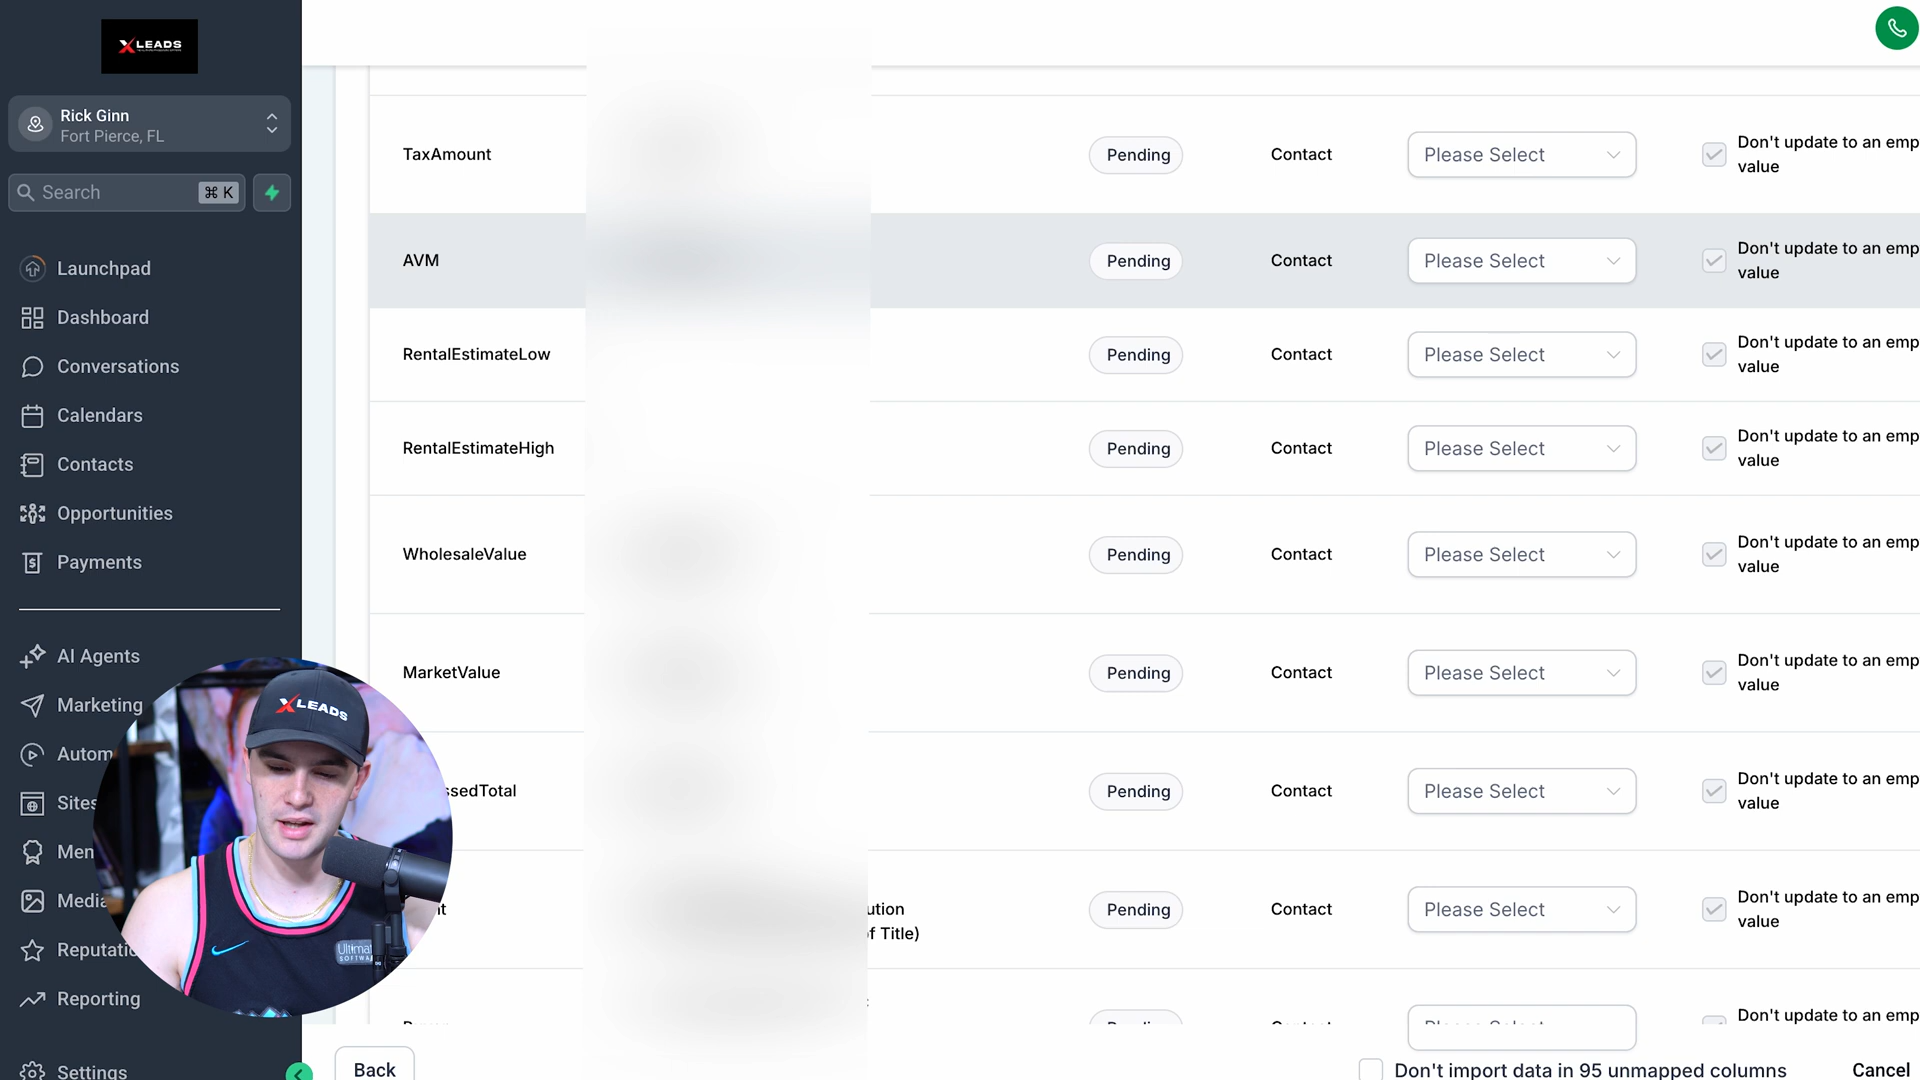 XLEADS
Rick Ginn
Fort Pierce, FL
Search
⌘ K
Launchpad
Dashboard
Conversations
Calendars
Contacts
Opportunities
Payments
AI Agents
Marketing
Autom
Sites
Mem
Media
Reputatio
Reporting
Settings
TaxAmount Pending Contact Please Select Don't update to an emp
value
AVM Pending Contact Please Select Don't update to an emp
value
RentalEstimateLow Pending Contact Please Select Don't update to an emp
value
RentalEstimateHigh Pending Contact Please Select Don't update to an emp
value
WholesaleValue Pending Contact Please Select Don't update to an emp
value
MarketValue Pending Contact Please Select Don't update to an emp
value
ssedTotal Pending Contact Please Select Don't update to an emp
value
ution Pending Contact Please Select Don't update to an emp
f Title) value
Don't update to an emp
Back
Don't import data in 95 unmapped columns
Cancel
XLEADS
Ultimat
SOFTWA